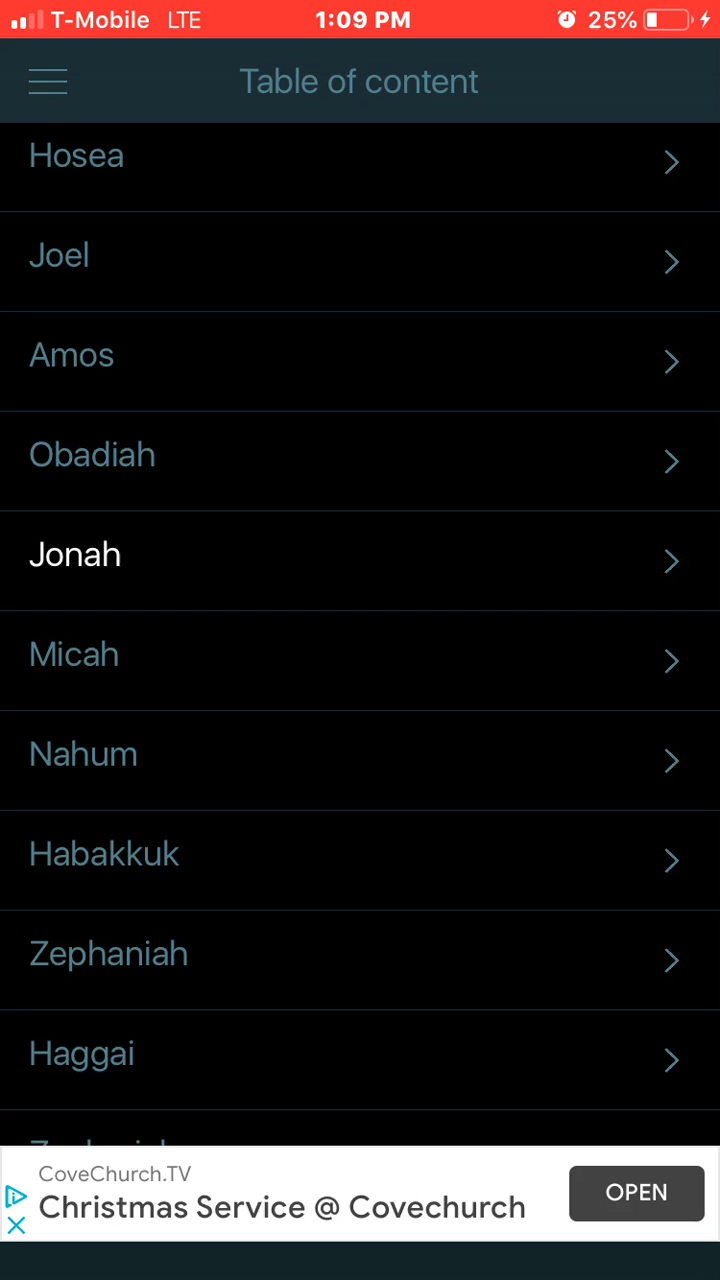 T-Mobile LTE 1:09 PM 25%
Table of content
Hosea
Joel
Amos
Obadiah
Jonah
Micah
Nahum
Habakkuk
Zephaniah
Haggai
CoveChurch.TV
Christmas Service @ Covechurch
OPEN